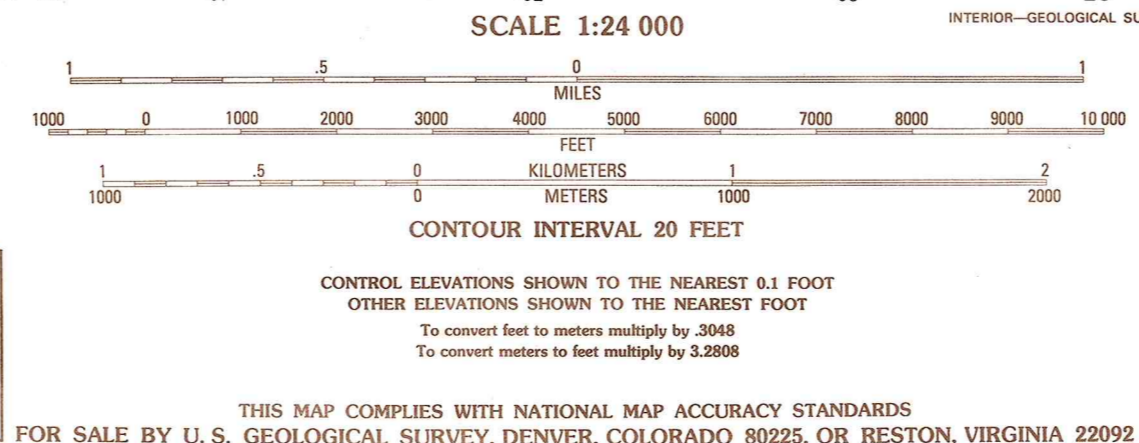 SCALE 1:24 000
INTERIOR—GEOLOGICAL
1 .5 0 1
MILES
1000 0 1000 2000 3000 4000 5000 6000 7000 8000 9000 10 000
FEET
1 .5 0 KILOMETERS 1 2
1000 0 METERS 1000 2000
CONTOUR INTERVAL 20 FEET
CONTROL ELEVATIONS SHOWN TO THE NEAREST 0.1 FOOT
OTHER ELEVATIONS SHOWN TO THE NEAREST FOOT
To convert feet to meters multiply by .3048
To convert meters to feet multiply by 3.2808
THIS MAP COMPLIES WITH NATIONAL MAP ACCURACY STANDARDS
FOR SALE BY U. S. GEOLOGICAL SURVEY, DENVER, COLORADO 80225, OR RESTON, VIRGINIA 22092